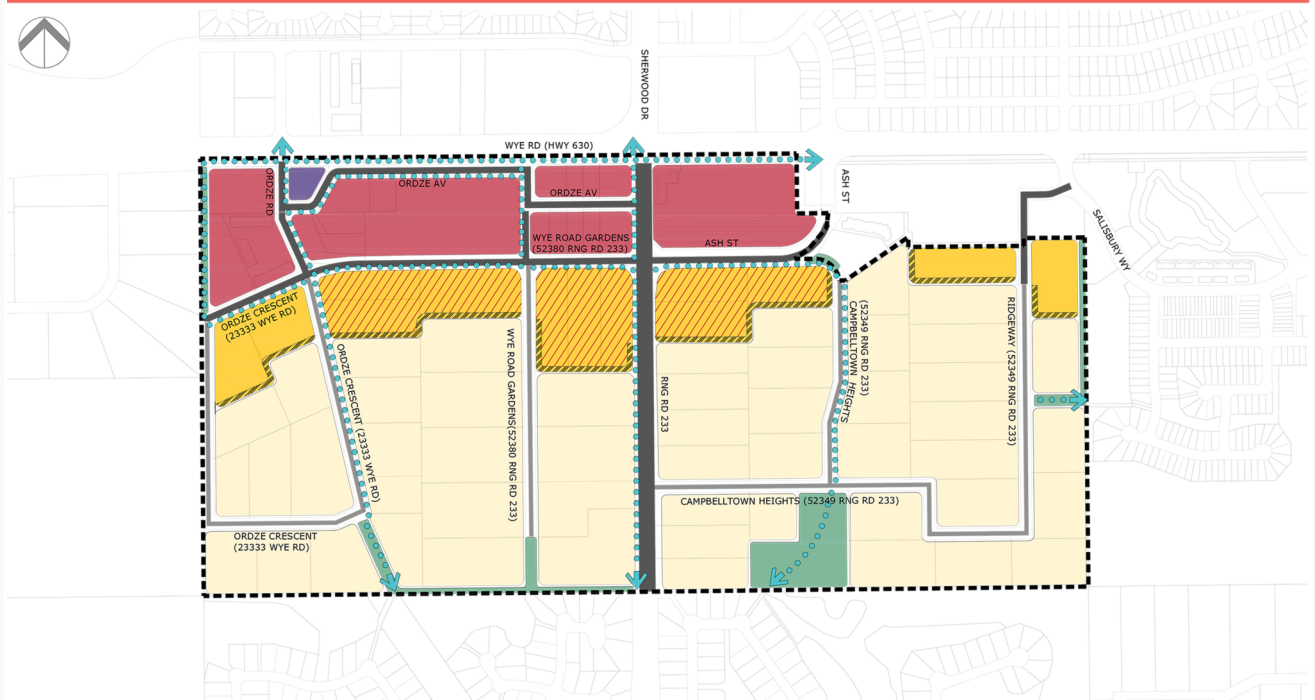 SHERWOOD DR
WYE RD (HWY 630)
ORDZE RD
ORDZE AV
ORDZE AV
ASH ST
WYE ROAD GARDENS
(52380 RNG RD 233)
ASH ST
SALISBURY WY
ORDZE CRESCENT
(23333 WYE RD)
ORDZE CRESCENT (23333 WYE RD)
WYE ROAD GARDENS(52380 RNG RD 233)
RNG RD 233
CAMPBELLTOWN HEIGHTS
(52349 RNG RD 233)
RIDGEWAY (52349 RNG RD 233)
CAMPBELLTOWN HEIGHTS (52349 RNG RD 233)
ORDZE CRESCENT
(23333 WYE RD)